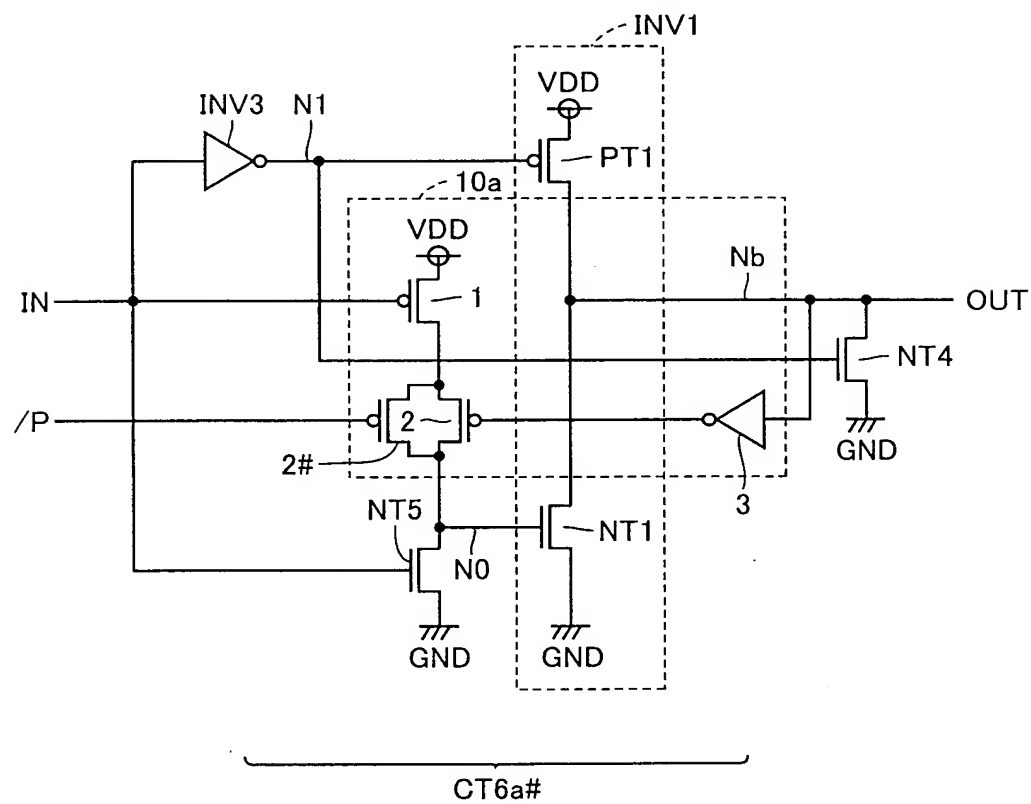 INV1
VDD
INV3
N1
PT1
10a
VDD
Nb
IN
1
OUT
NT4
/P
2
2#
3
GND
NT5
N0
NT1
GND
GND
CT6a#